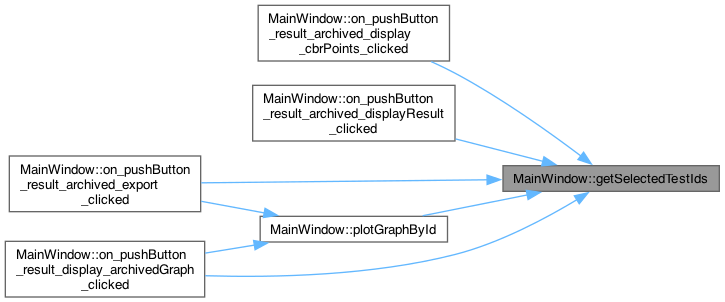 MainWindow::on_pushButton
_result_archived_display
_cbrPoints_clicked
MainWindow::on_pushButton
_result_archived_displayResult
_clicked
MainWindow::on_pushButton
_result_archived_export
_clicked
MainWindow::getSelectedTestIds
MainWindow::plotGraphById
MainWindow::on_pushButton
_result_display_archivedGraph
_clicked